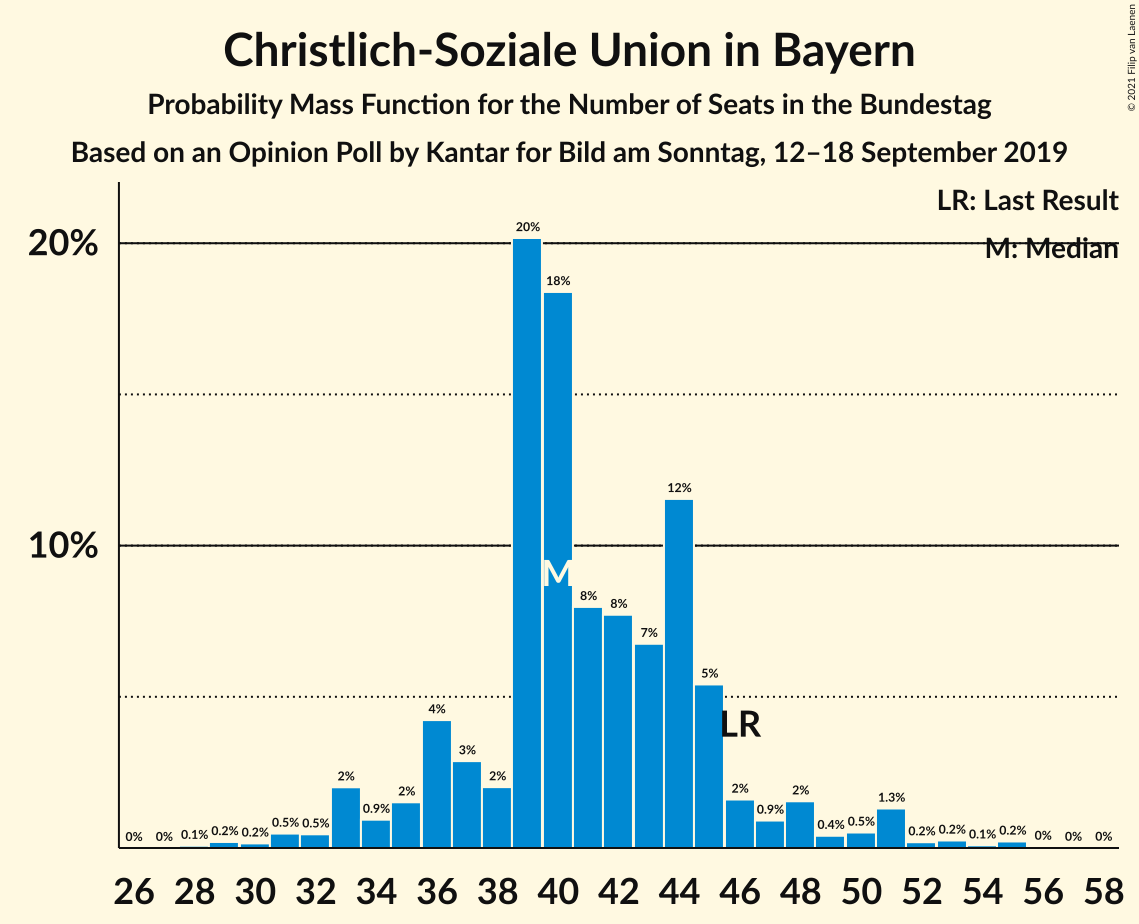 Christlich-Soziale Union in Bayern
Probability Mass Function for the Number of Seats in the Bundestag
Based on an Opinion Poll by Kantar for Bild am Sonntag, 12–18 September 2019
© 2021 Filip van Laenen
LR: Last Result
M: Median
20%
10%
0% 0% 0.1% 0.2% 0.2% 0.5% 0.5% 2% 0.9% 2% 4% 3% 2% 20% 18% 8% 8% 7% 12% 5% 2% 0.9% 2% 0.4% 0.5% 1.3% 0.2% 0.2% 0.1% 0.2% 0% 0% 0%
M
LR
26 28 30 32 34 36 38 40 42 44 46 48 50 52 54 56 58